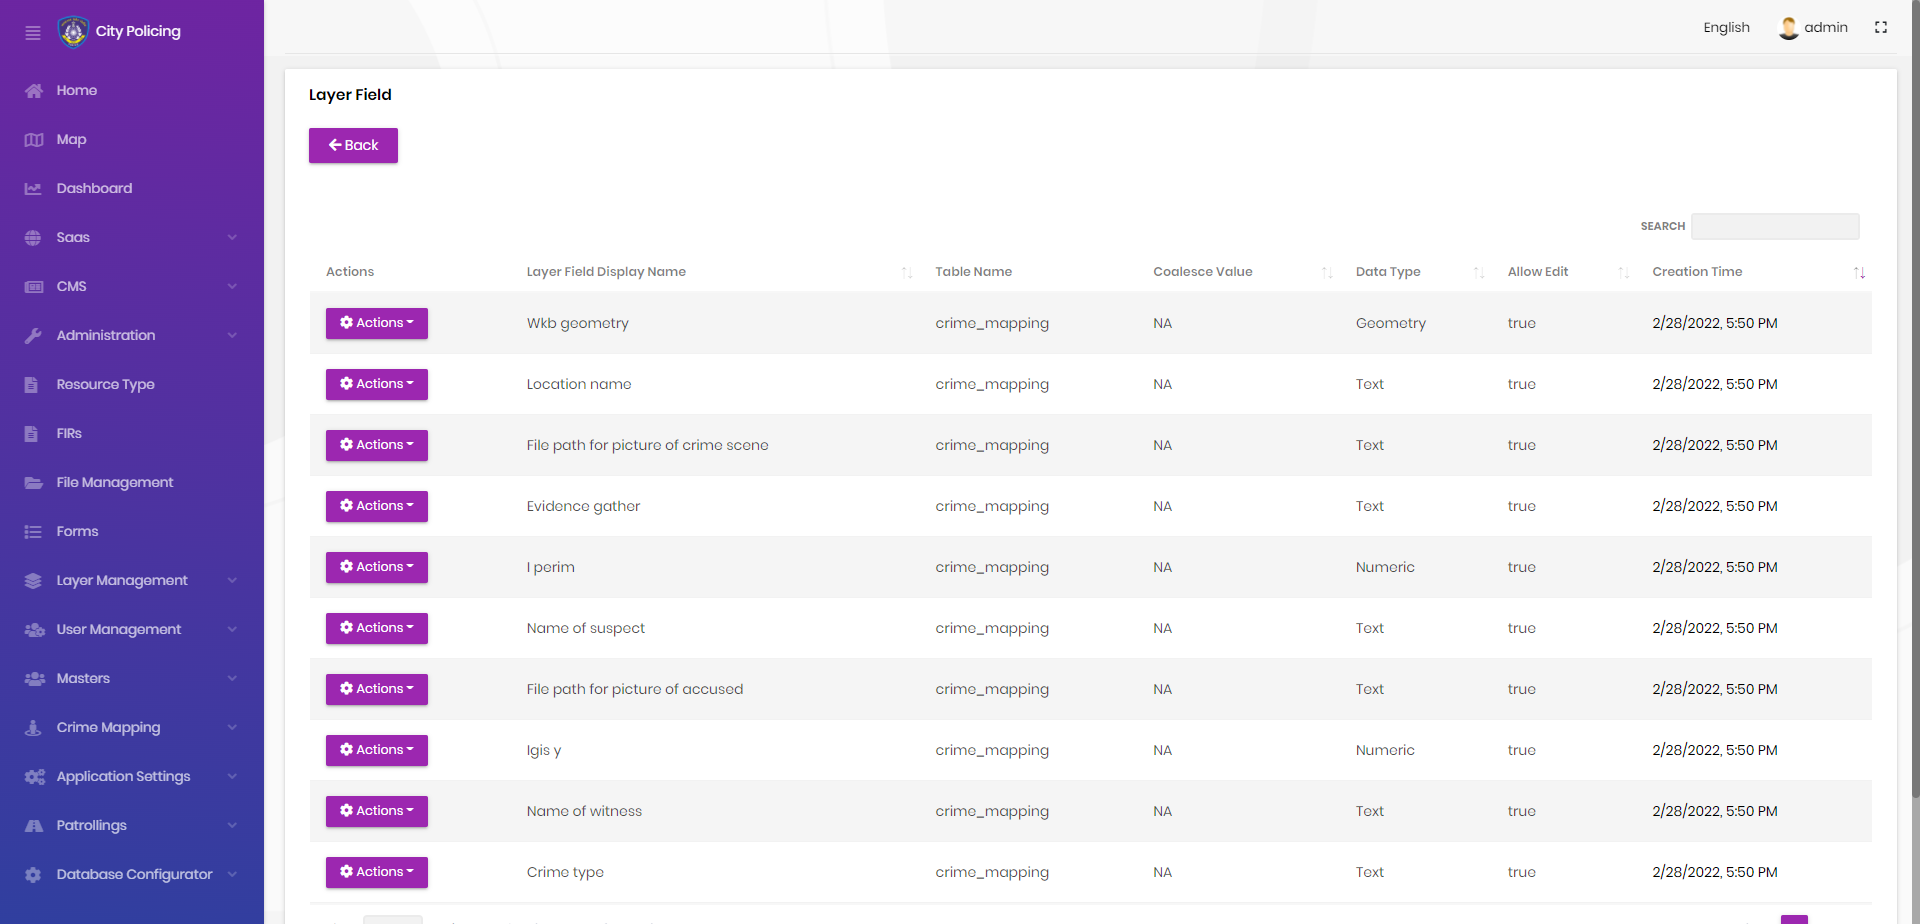 City Policing
English
admin
Home
Map
Dashboard
Saas
CMS
Administration
Resource Type
FIRs
File Management
Forms
Layer Management
User Management
Masters
Crime Mapping
Application Settings
Patrollings
Database Configurator
Layer Field
Back
SEARCH
Actions Layer Field Display Name Table Name Coalesce Value Data Type Allow Edit Creation Time
Actions Wkb geometry crime_mapping NA Geometry true 2/28/2022, 5:50 PM
Actions Location name crime_mapping NA Text true 2/28/2022, 5:50 PM
Actions File path for picture of crime scene crime_mapping NA Text true 2/28/2022, 5:50 PM
Actions Evidence gather crime_mapping NA Text true 2/28/2022, 5:50 PM
Actions I perim crime_mapping NA Numeric true 2/28/2022, 5:50 PM
Actions Name of suspect crime_mapping NA Text true 2/28/2022, 5:50 PM
Actions File path for picture of accused crime_mapping NA Text true 2/28/2022, 5:50 PM
Actions Igis y crime_mapping NA Numeric true 2/28/2022, 5:50 PM
Actions Name of witness crime_mapping NA Text true 2/28/2022, 5:50 PM
Actions Crime type crime_mapping NA Text true 2/28/2022, 5:50 PM